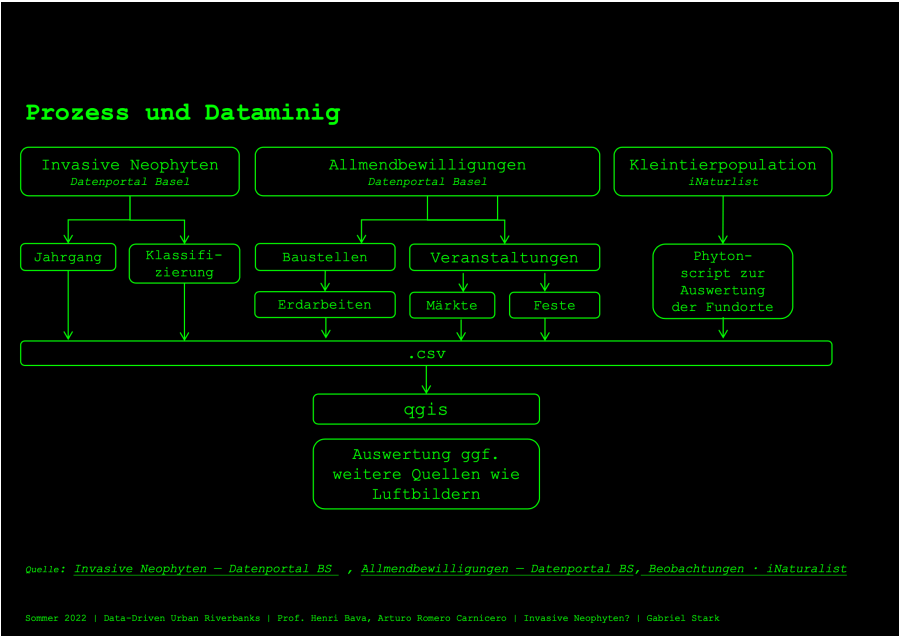 Prozess und Dataminig
Invasive Neophyten
Datenportal Basel
Allmendbewilligungen
Datenportal Basel
Kleintierpopulation
iNaturlist
Jahrgang
Klassifi-
zierung
Baustellen
Veranstaltungen
Phyton-
script zur
Auswertung
der Fundorte
Erdarbeiten
Märkte
Feste
.csv
qgis
Auswertung ggf.
weitere Quellen wie
Luftbildern
Quelle: Invasive Neophyten — Datenportal BS , Allmendbewilligungen — Datenportal BS, Beobachtungen · iNaturalist
Sommer 2022 | Data-Driven Urban Riverbanks | Prof. Henri Bava, Arturo Romero Carnicero | Invasive Neophyten? | Gabriel Stark